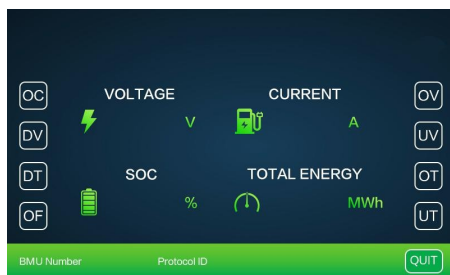 OC VOLTAGE CURRENT OV
DV V A UV
DT SOC TOTAL ENERGY OT
OF % MWh UT
BMU Number Protocol ID QUIT